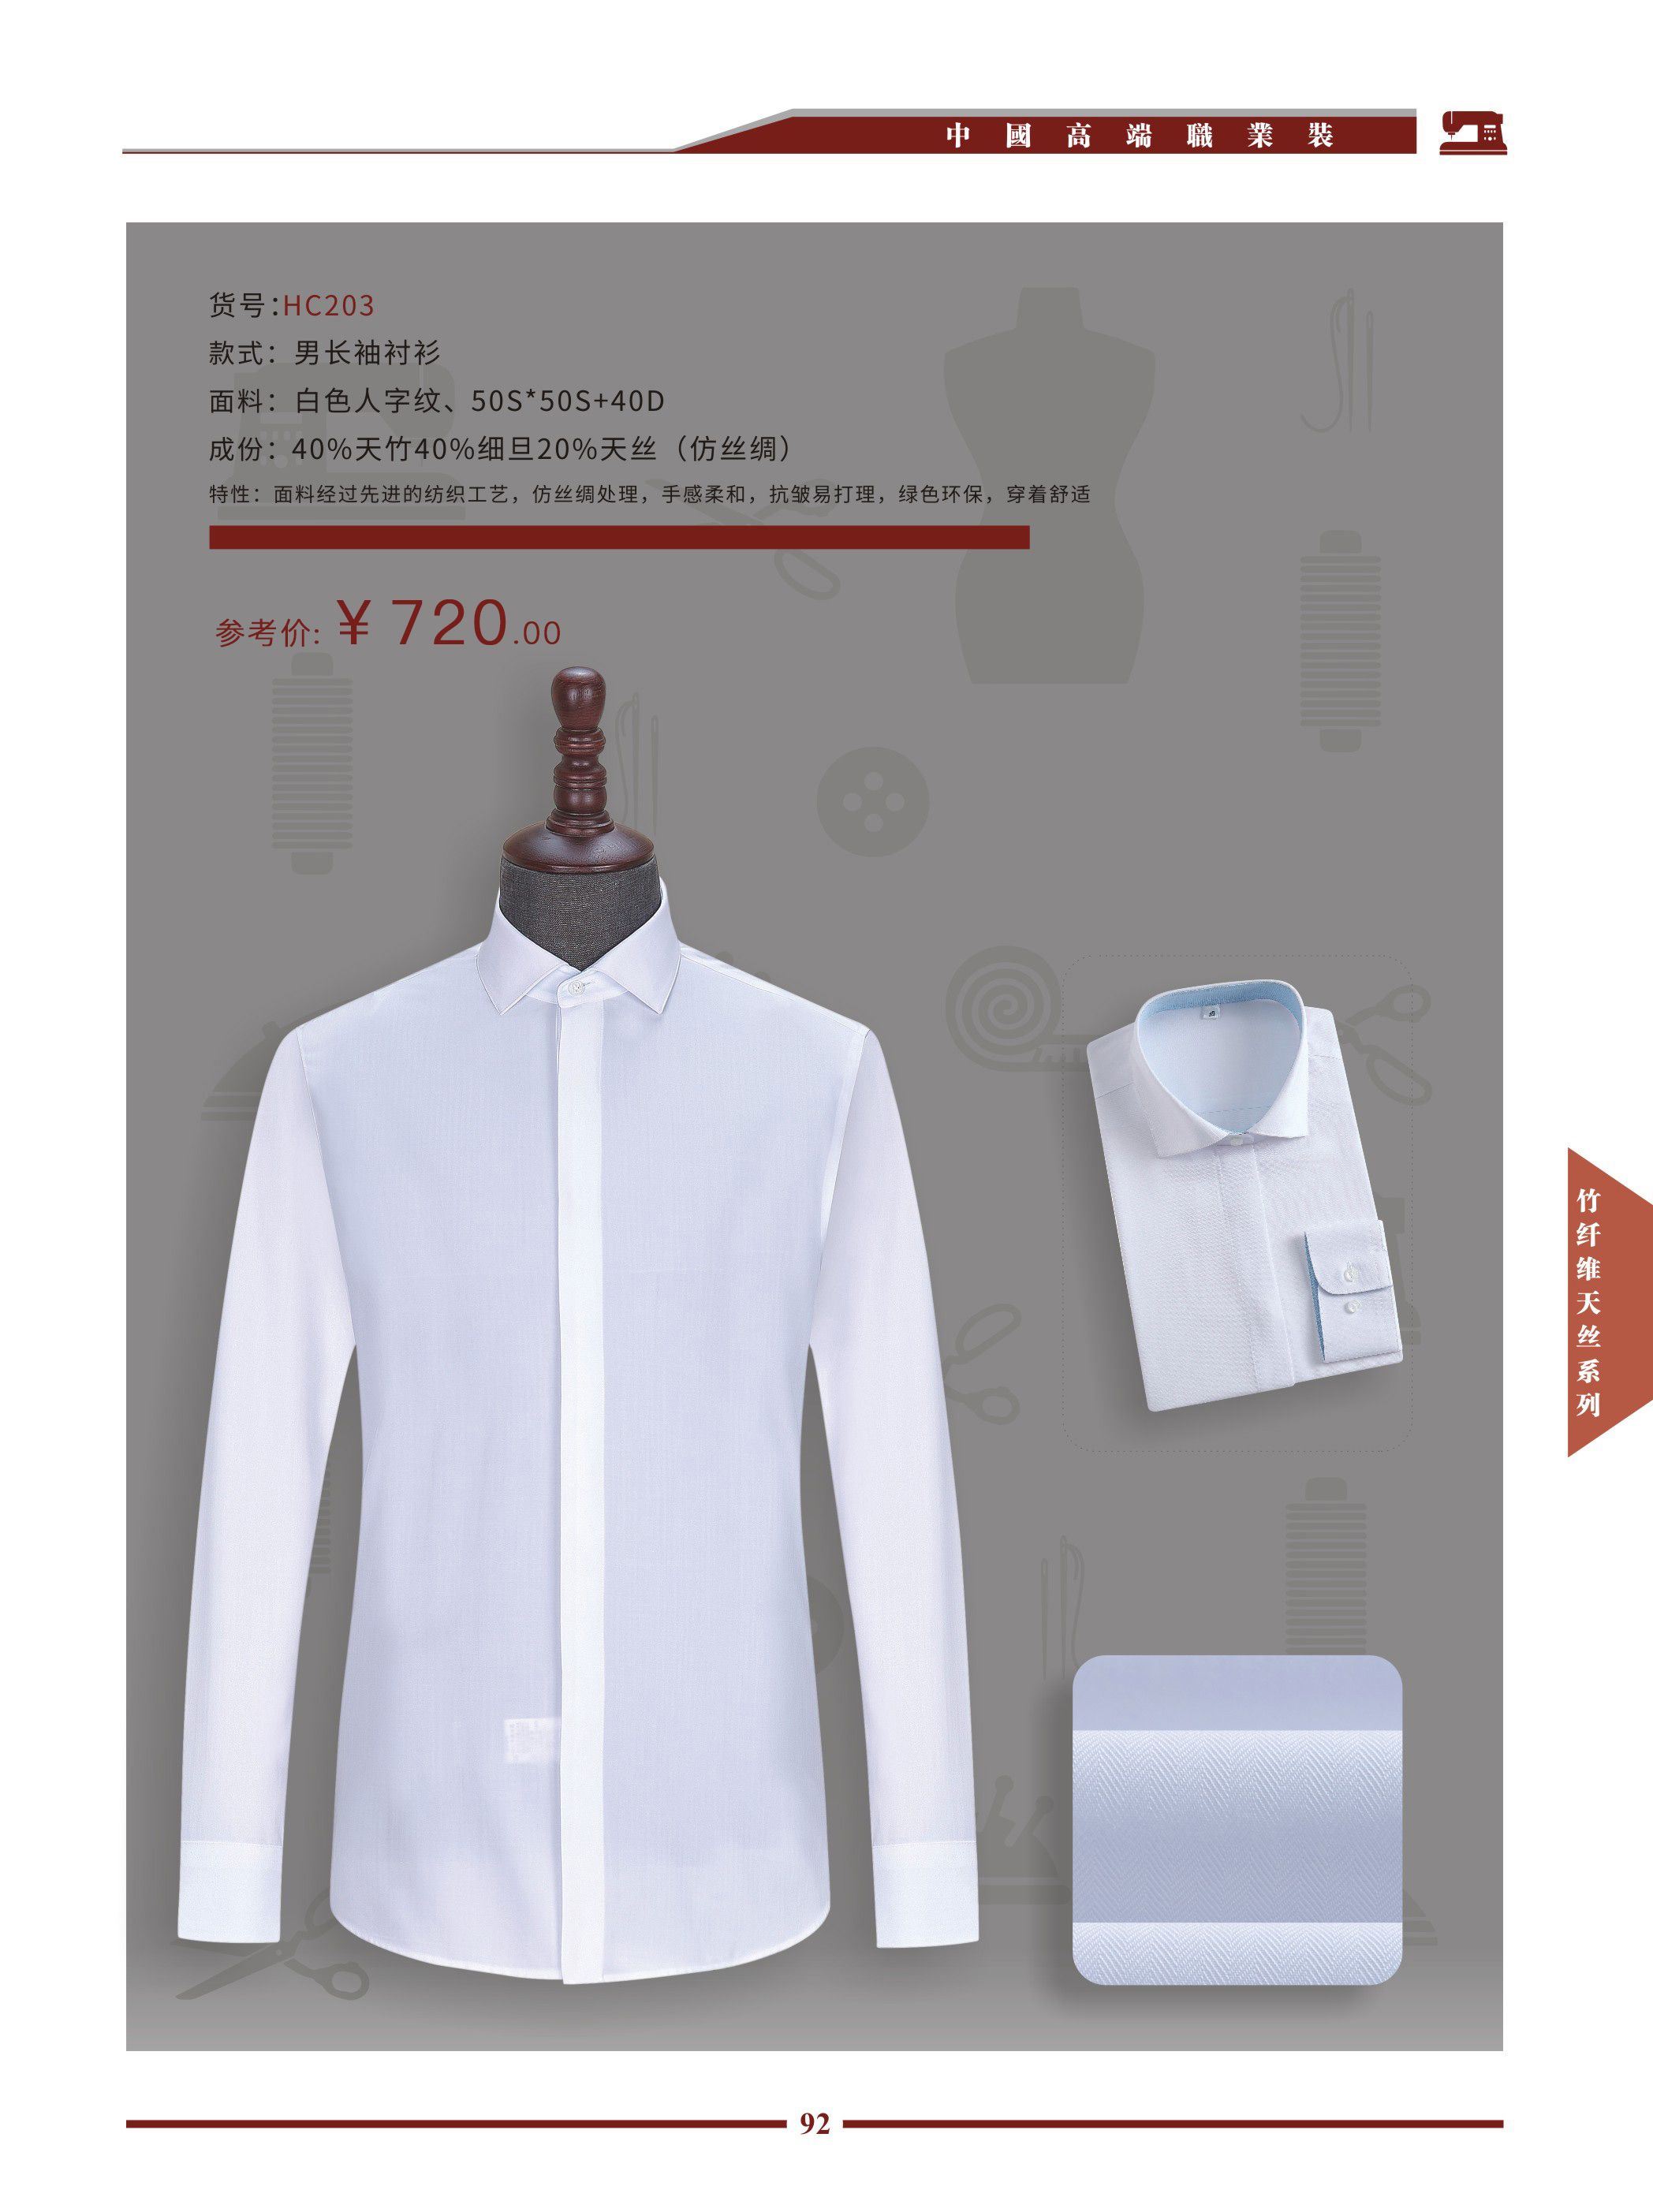 中國高端職業裝
货号:HC203
款式：男长袖衬衫
面料：白色人字纹、50S*50S+40D
成份：40%天竹40%细旦20%天丝（仿丝绸）
特性：面料经过先进的纺织工艺，仿丝绸处理，手感柔和，抗皱易打理，绿色环保，穿着舒适
参考价: ¥ 720.00
竹纤维天丝系列
92